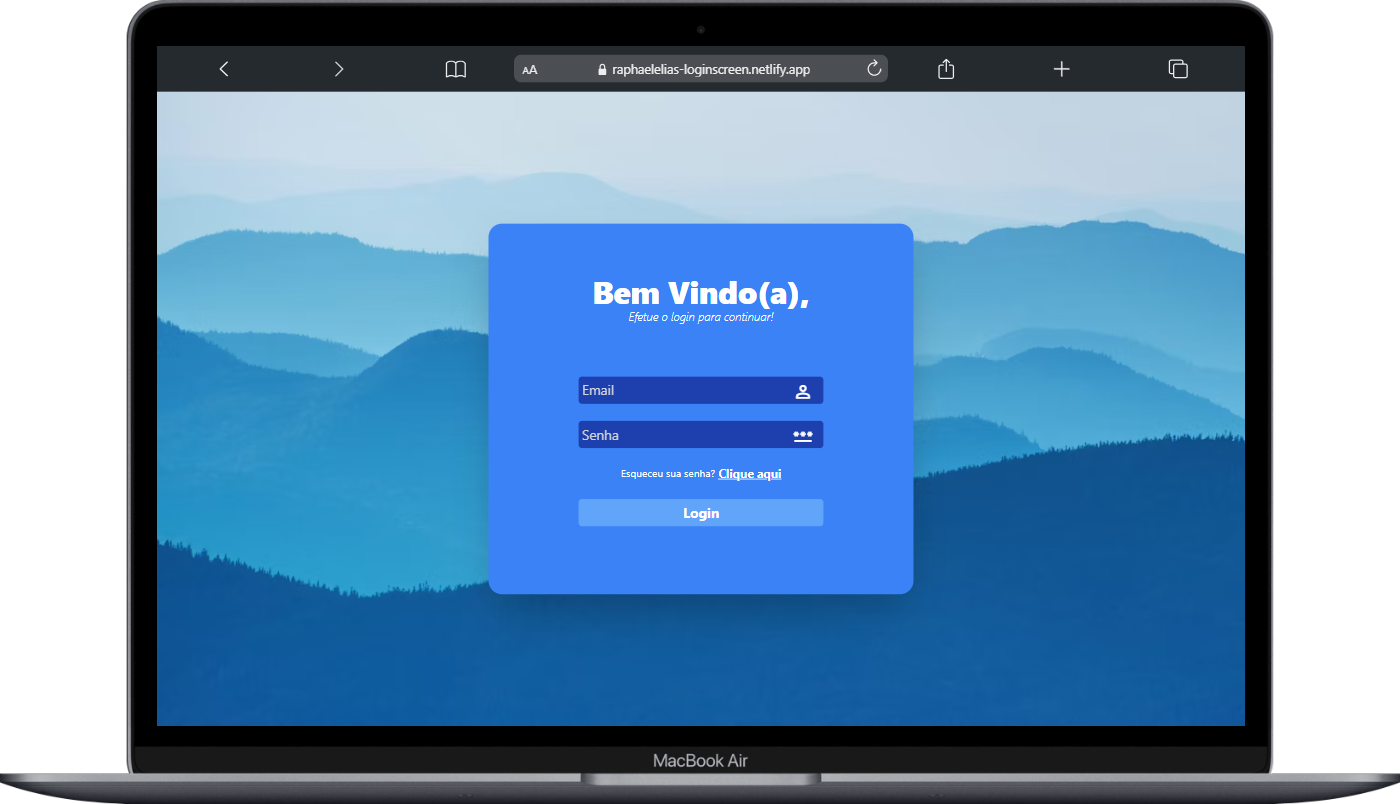 AA raphaelelias-loginscreen.netlify.app
Bem Vindo(a),
Efetue o login para continuar!
Email
Senha
Esqueceu sua senha? Clique aqui
Login
MacBook Air